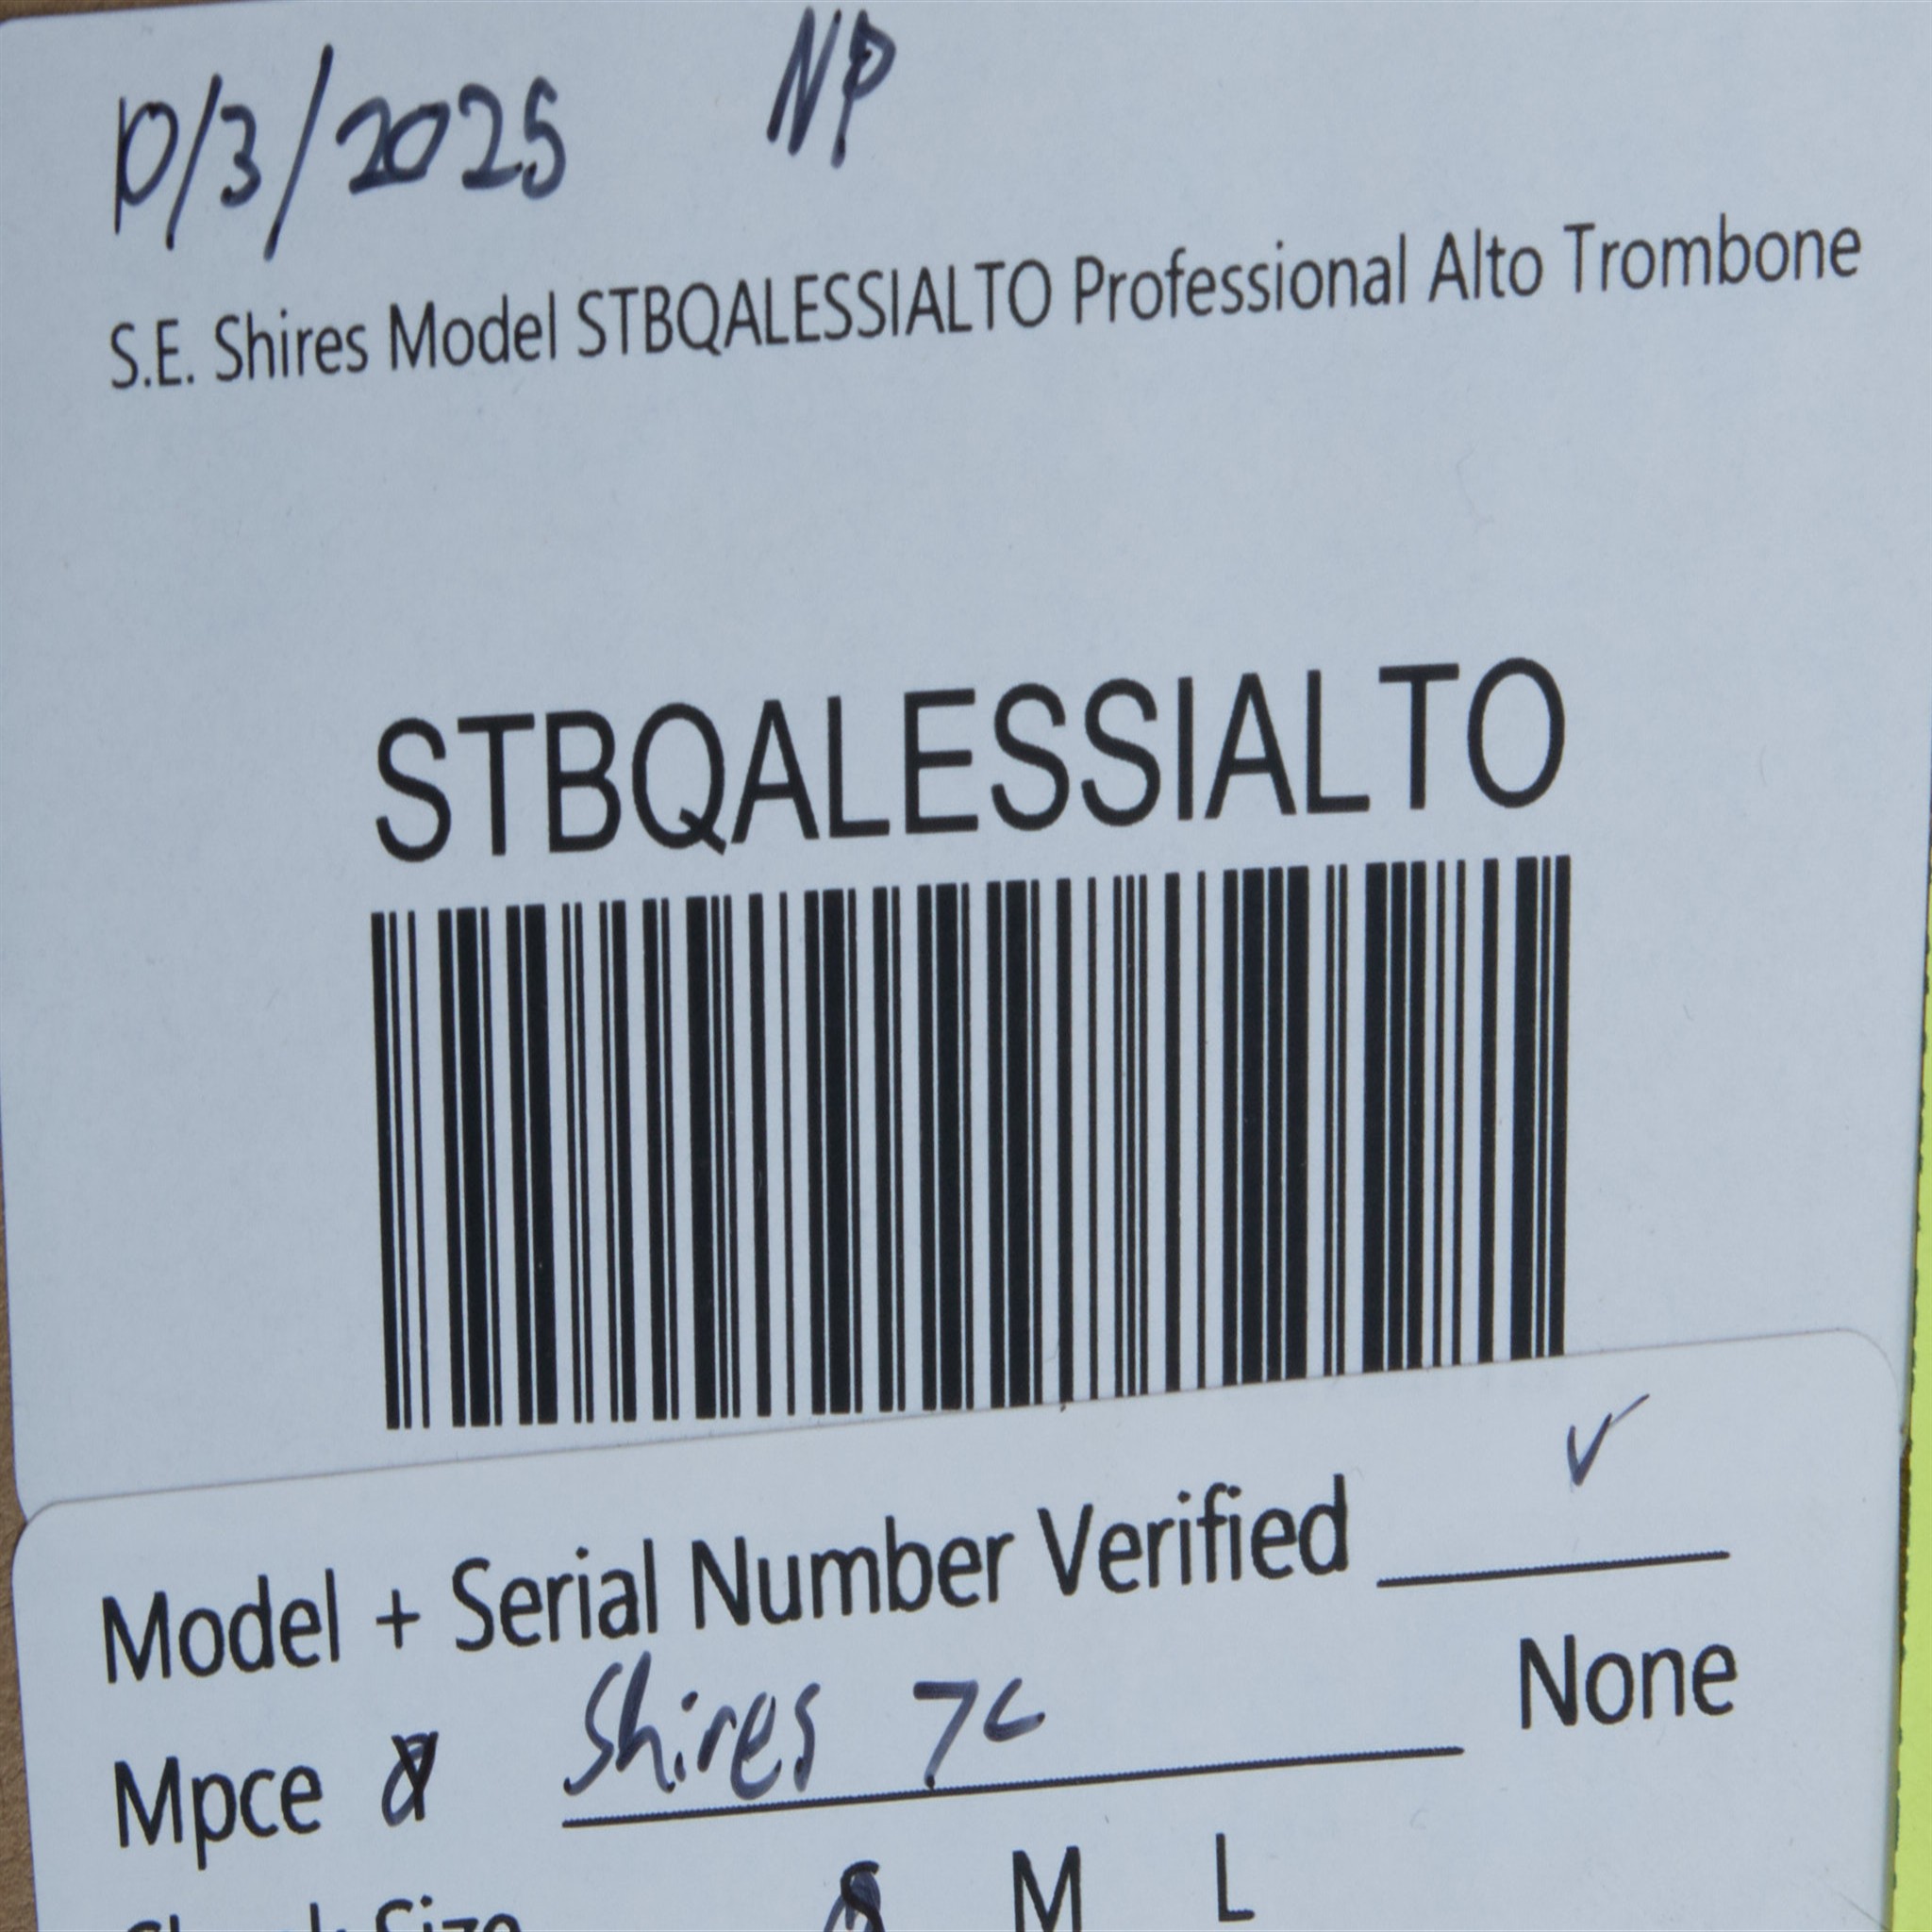 10/3/2025 NP
S.E. Shires Model STBQALESSIALTO Professional Alto Trombone
STBQALESSIALTO
Model + Serial Number Verified ✓
Mpce Shires 7C None
Size S M L